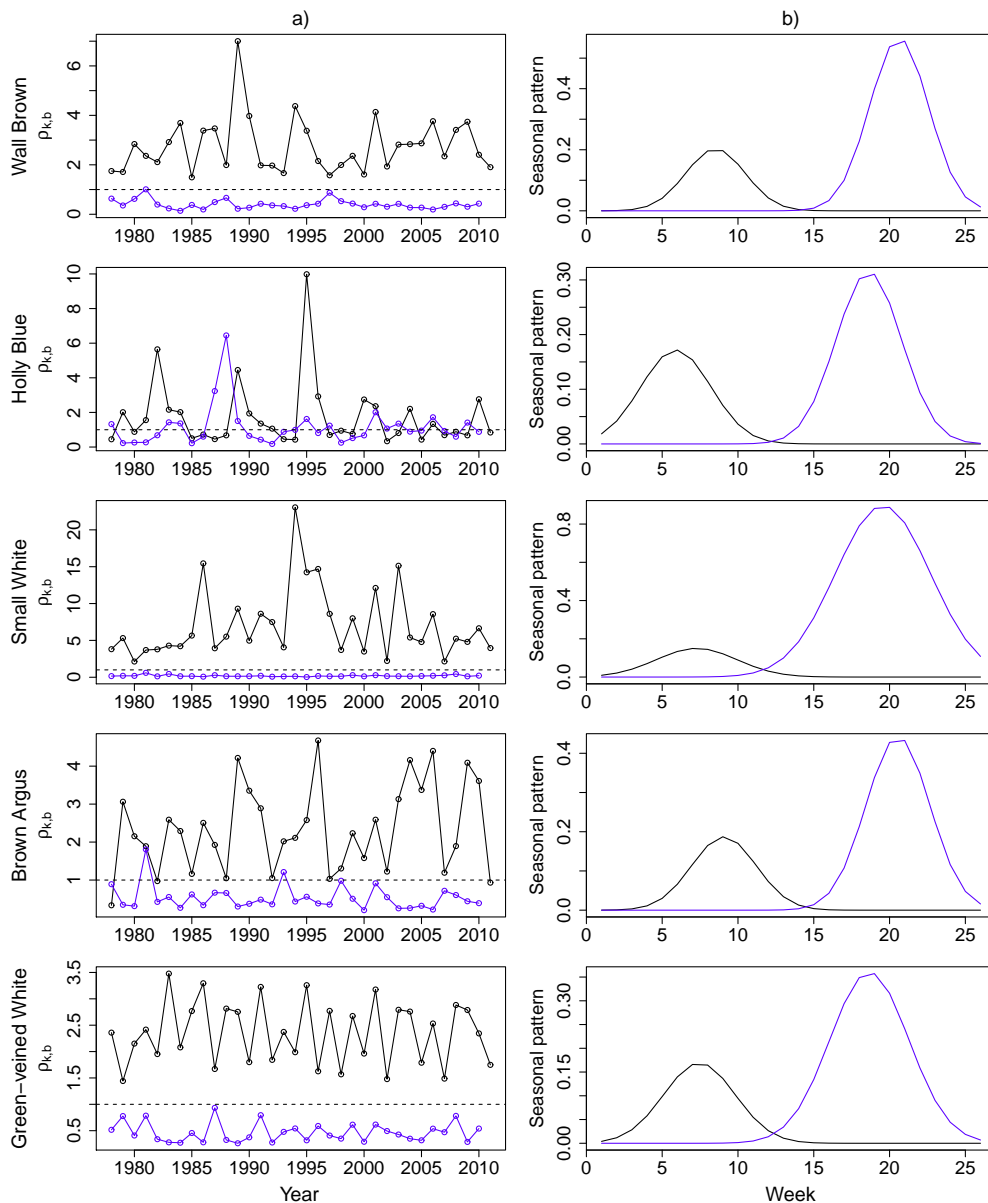 a)
b)
Wall Brown
ρk,b
0 2 4 6
1980 1985 1990 1995 2000 2005 2010
Seasonal pattern
0.0 0.2 0.4
0 5 10 15 20 25
Holly Blue
ρk,b
0 2 4 6 8 10
1980 1985 1990 1995 2000 2005 2010
Seasonal pattern
0.00 0.10 0.20 0.30
0 5 10 15 20 25
Small White
ρk,b
0 5 10 15 20
1980 1985 1990 1995 2000 2005 2010
Seasonal pattern
0.0 0.4 0.8
0 5 10 15 20 25
Brown Argus
ρk,b
1 2 3 4
1980 1985 1990 1995 2000 2005 2010
Seasonal pattern
0.0 0.2 0.4
0 5 10 15 20 25
Green−veined White
ρk,b
0.5 1.5 2.5 3.5
1980 1985 1990 1995 2000 2005 2010
Year
Seasonal pattern
0.00 0.15 0.30
0 5 10 15 20 25
Week